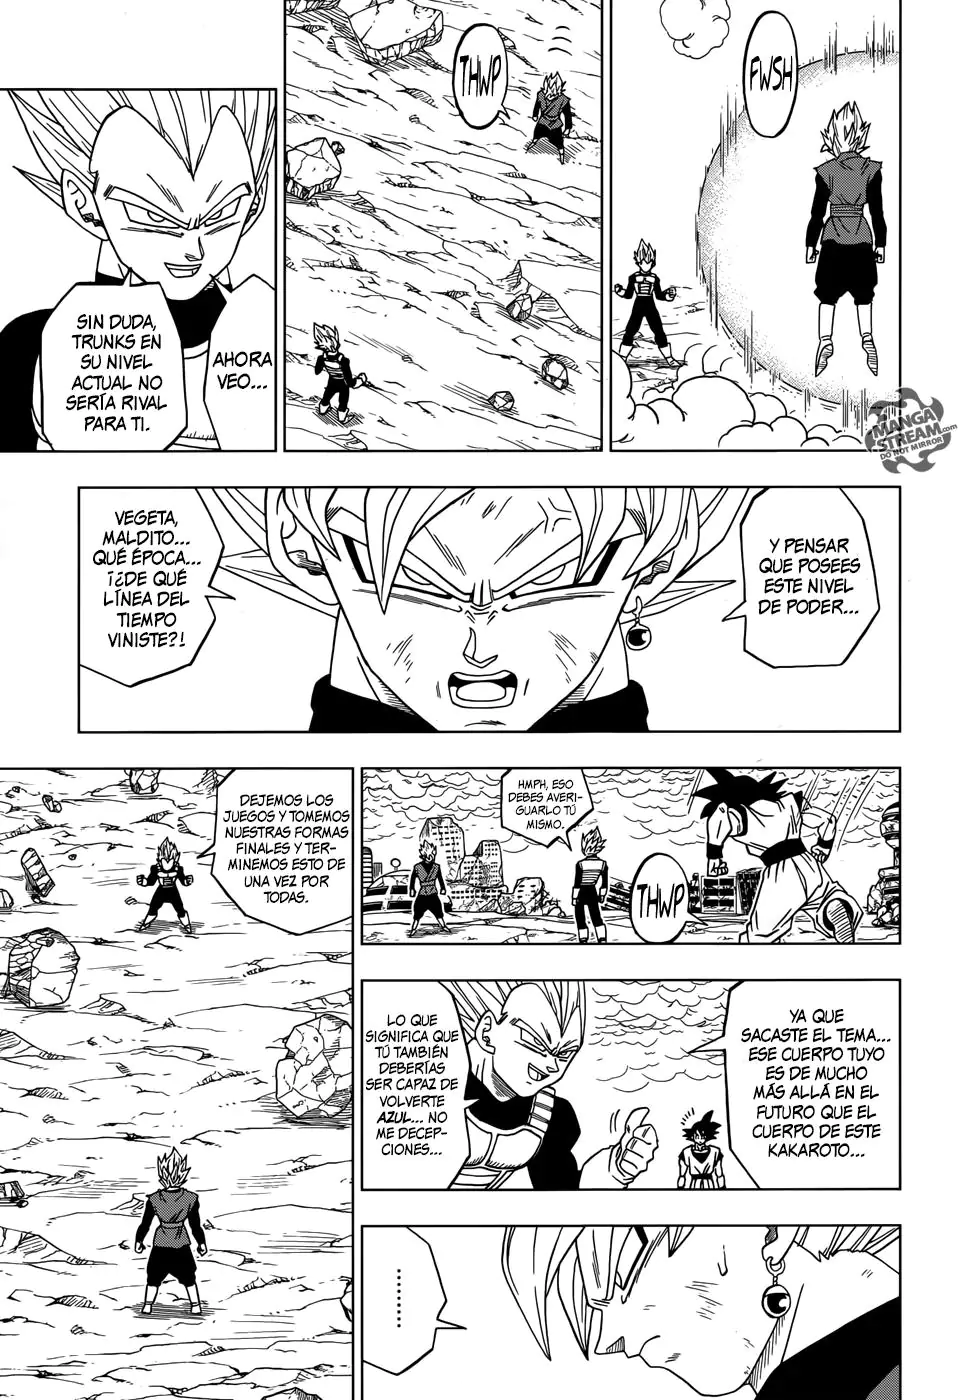 FWSH
MANGA
STREAM.com
DO NOT MIRROR!
THWP
AHORA
VEO...
SIN DUDA,
TRUNKS EN
SU NIVEL
ACTUAL NO
SERÍA RIVAL
PARA TI.
Y PENSAR
QUE POSEES
ESTE NIVEL
DE PODER...
VEGETA,
MALDITO...
QUÉ ÉPOCA...
¡¿DE QUÉ
LÍNEA DEL
TIEMPO
VINISTE?!
HMPH, ESO
DEBES AVERI-
GUARLO TÚ
MISMO.
THWP
YA QUE
SACASTE EL TEMA...
ESE CUERPO TUYO
ES DE MUCHO
MÁS ALLÁ EN EL
FUTURO QUE EL
CUERPO DE ESTE
KAKAROTO...
LO QUE
SIGNIFICA QUE
TÚ TAMBIÉN
DEBERÍAS
SER CAPAZ DE
VOLVERTE
AZUL... NO
ME DECEP-
CIONES...
.........
DEJEMOS LOS
JUEGOS Y TOMEMOS
NUESTRAS FORMAS
FINALES Y TER-
MINEMOS ESTO DE
UNA VEZ POR
TODAS.